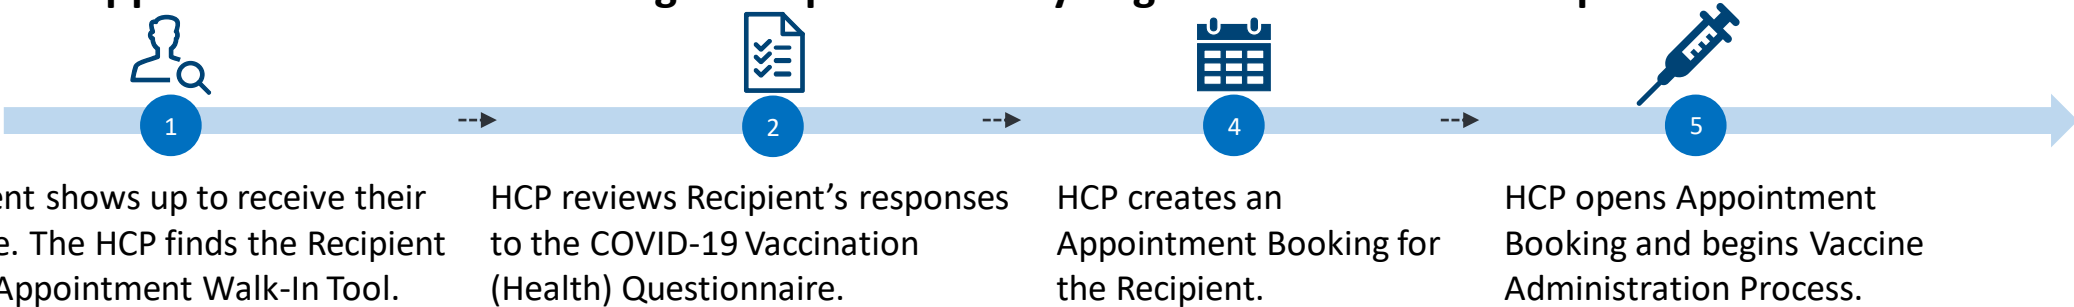 1
2
4
5
shows up to receive their
The HCP finds the Recipient
Appointment Walk-In Tool.
HCP reviews Recipient’s responses
to the COVID-19 Vaccination
(Health) Questionnaire.
HCP creates an
Appointment Booking for
the Recipient.
HCP opens Appointment
Booking and begins Vaccine
Administration Process.